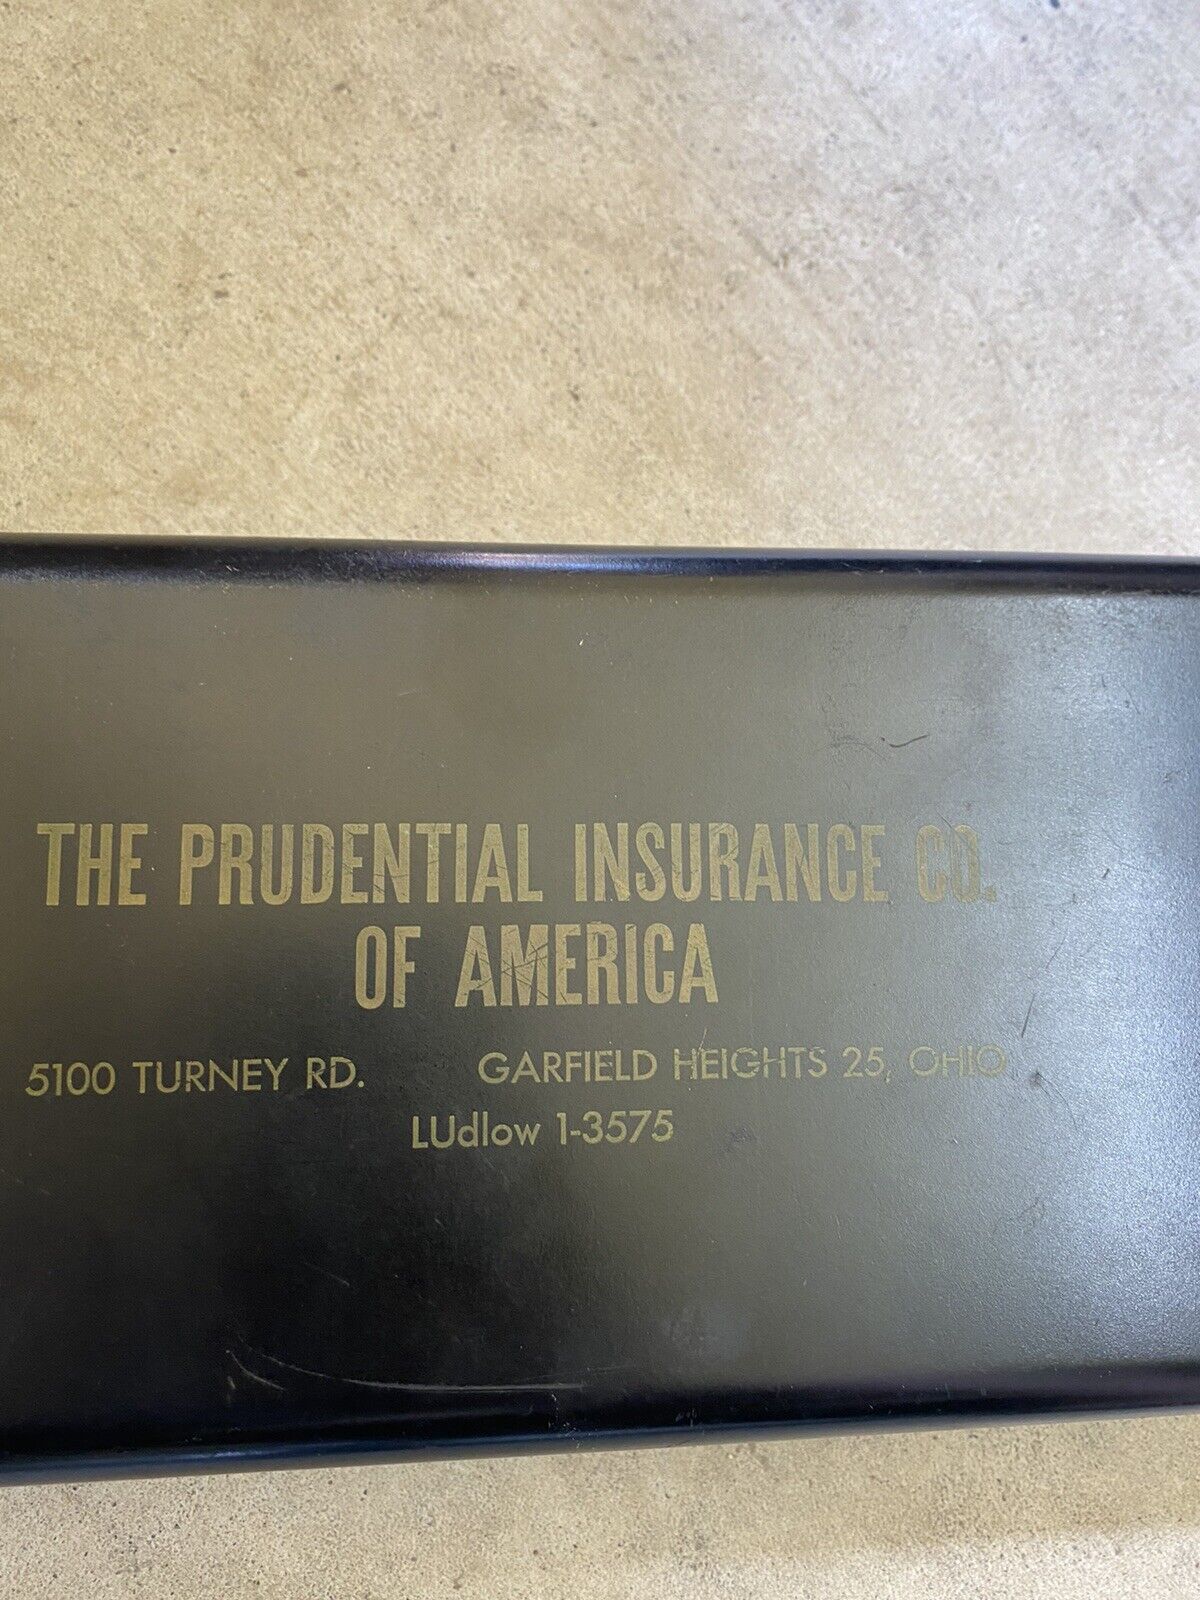 THE PRUDENTIAL INSURANCE CO.
OF AMERICA
5100 TURNEY RD. GARFIELD HEIGHTS 25, OHIO
LUdlow 1-3575